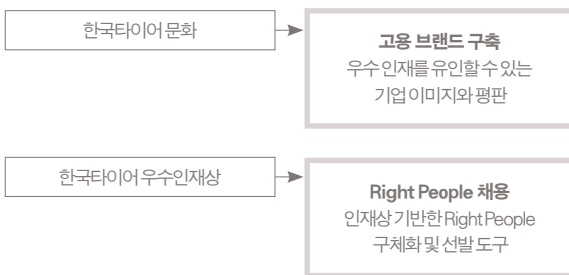 한국타이어 문화
고용 브랜드 구축
우수 인재를 유인할 수 있는
기업 이미지와 평판
한국타이어 우수인재상
Right People 채용
인재상 기반한 Right People
구체화 및 선발 도구